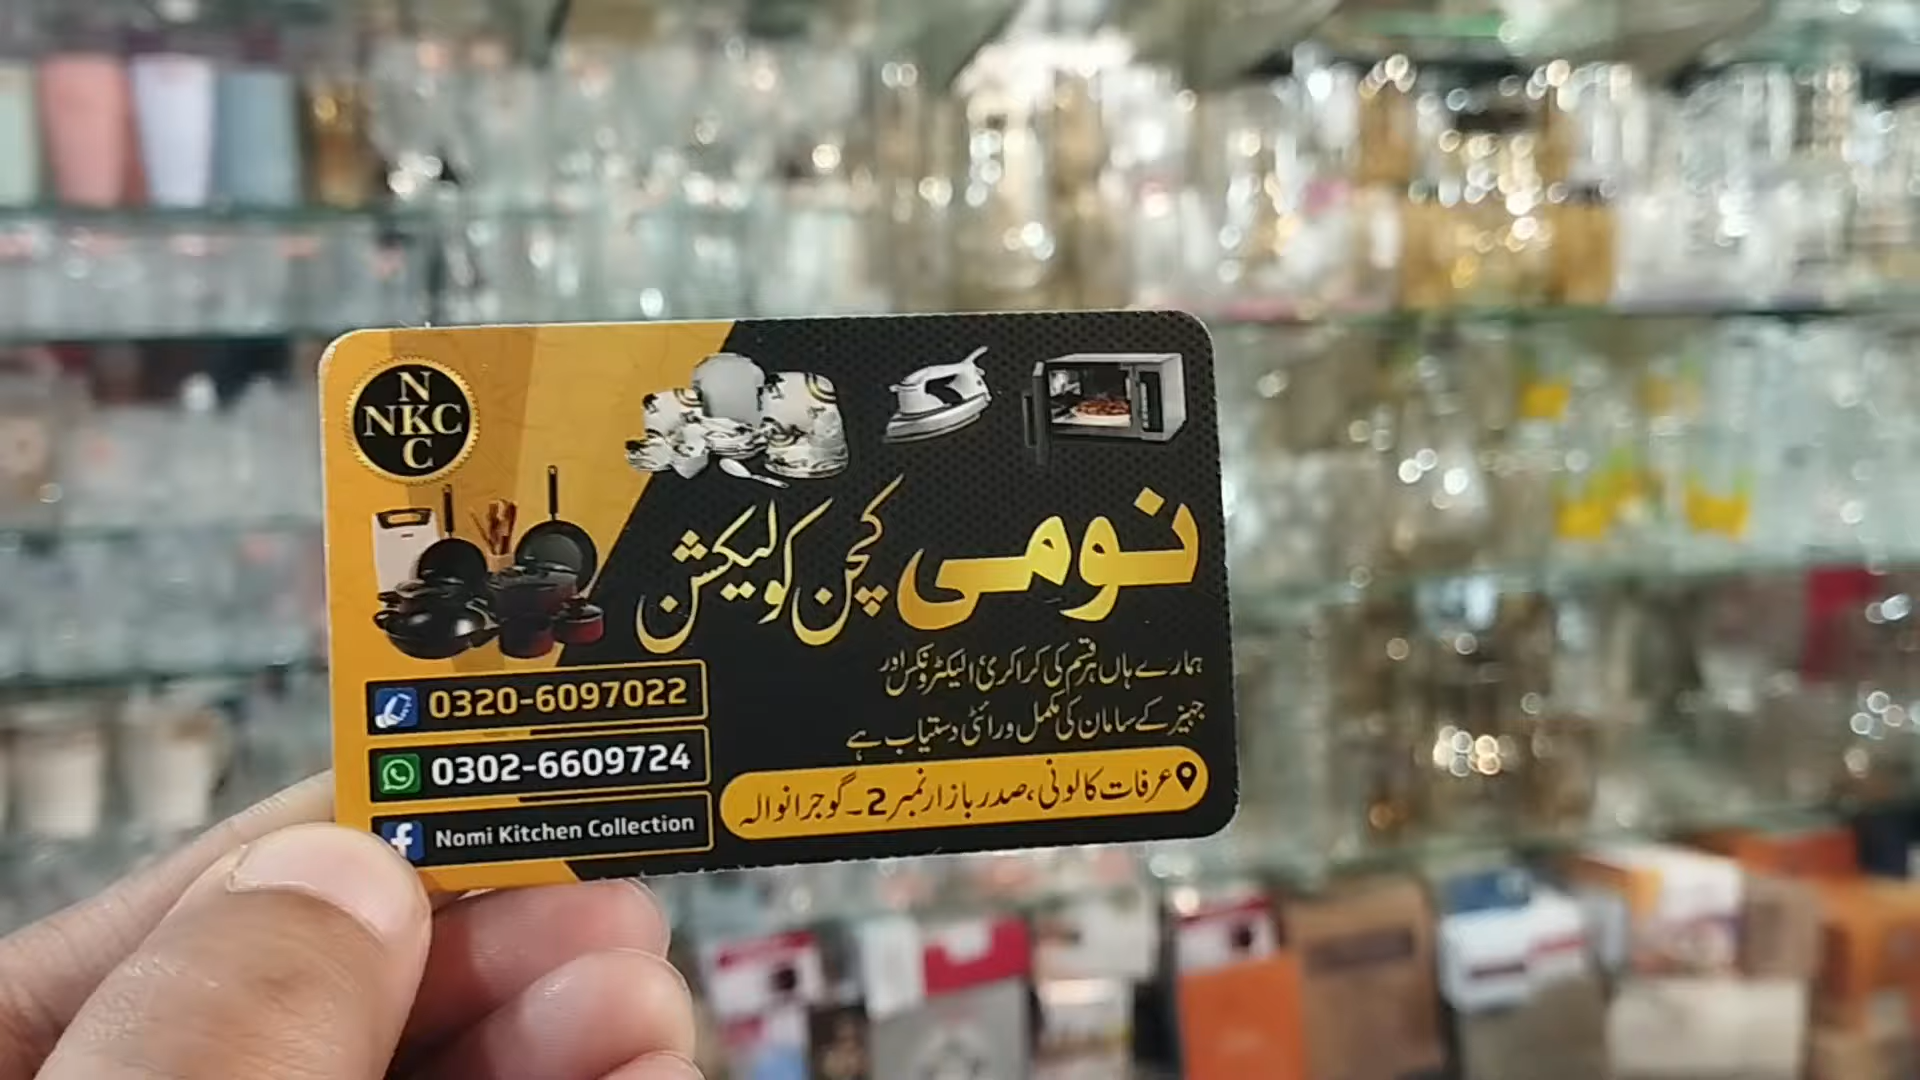 N
NKC
C
نومی کچن کولیکشن
ہمارے ہاں ہر قسم کی کراکری الیکٹرونکس اور
جہیز کے سامان کی مکمل ورائٹی دستیاب ہے
0320-6097022
0302-6609724
Nomi Kitchen Collection
عرفات کالونی، صدر بازار نمبر 2۔ گوجرانوالہ